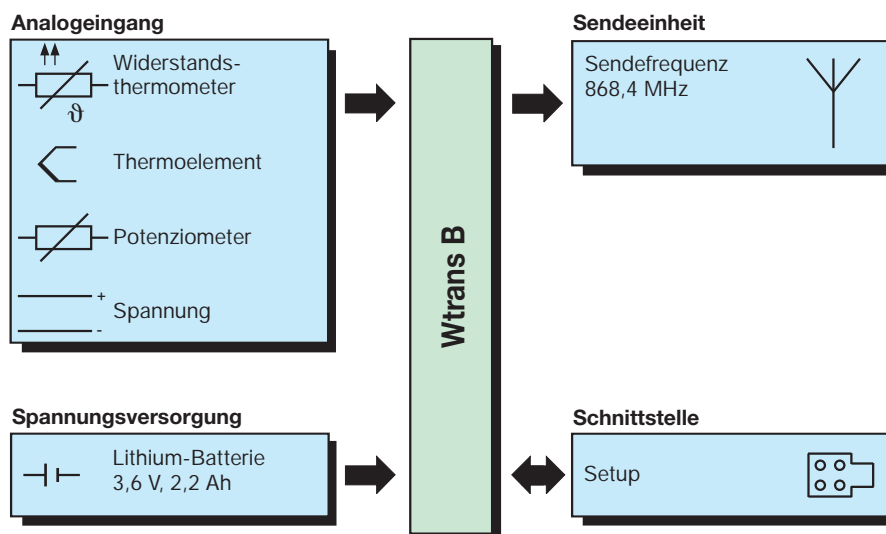 Analogeingang
Widerstands-
thermometer
ϑ
Thermoelement
Potenziometer
+
Spannung
-
Spannungsversorgung
Lithium-Batterie
3,6 V, 2,2 Ah
Wtrans B
Sendeeinheit
Sendefrequenz
868,4 MHz
Schnittstelle
Setup